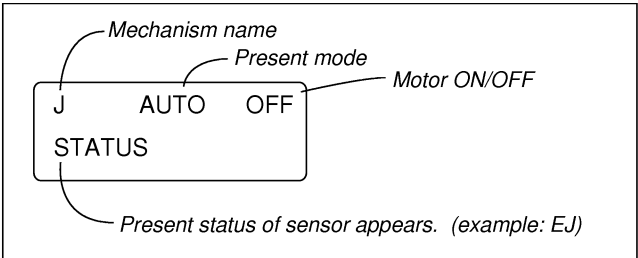 Mechanism name
Present mode
Motor ON/OFF
J AUTO OFF
STATUS
Present status of sensor appears. (example: EJ)